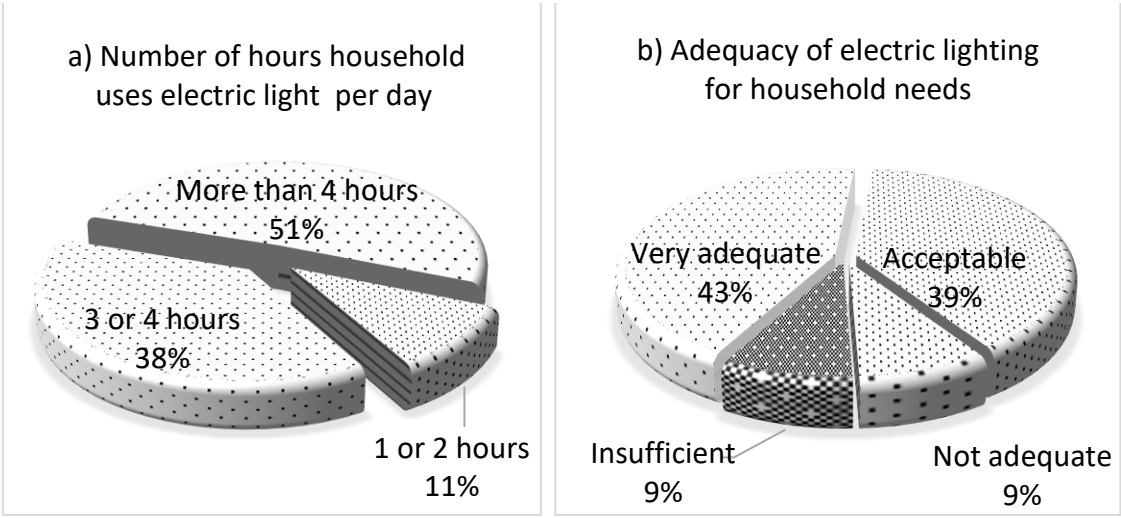 a) Number of hours household
uses electric light per day
More than 4 hours
51%
3 or 4 hours
38%
1 or 2 hours
11%
b) Adequacy of electric lighting
for household needs
Very adequate
43%
Acceptable
39%
Insufficient
9%
Not adequate
9%